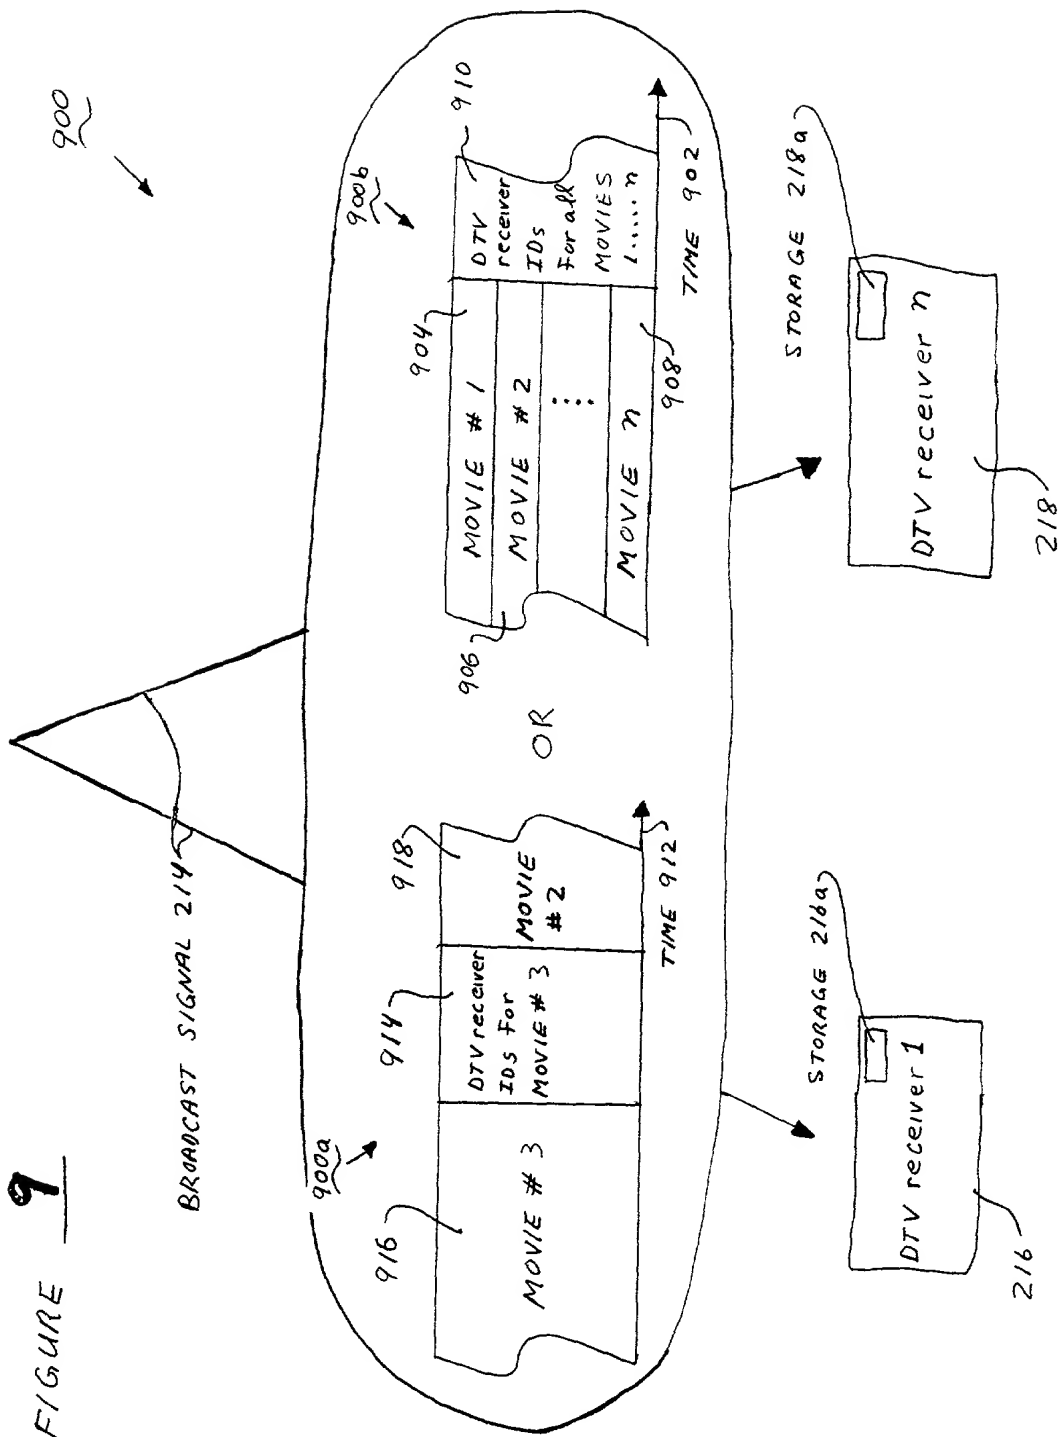 FIGURE 9
900
BROADCAST SIGNAL 214
900a
916
914
918
MOVIE # 3
DTV receiver
IDs For
MOVIE # 3
MOVIE
# 2
TIME 912
OR
900b
904
910
906
MOVIE # 1
MOVIE # 2
MOVIE n
908
DTV
receiver
IDs
For all
MOVIES
1......n
TIME 902
STORAGE 216a
DTV receiver 1
216
STORAGE 218a
DTV receiver n
218